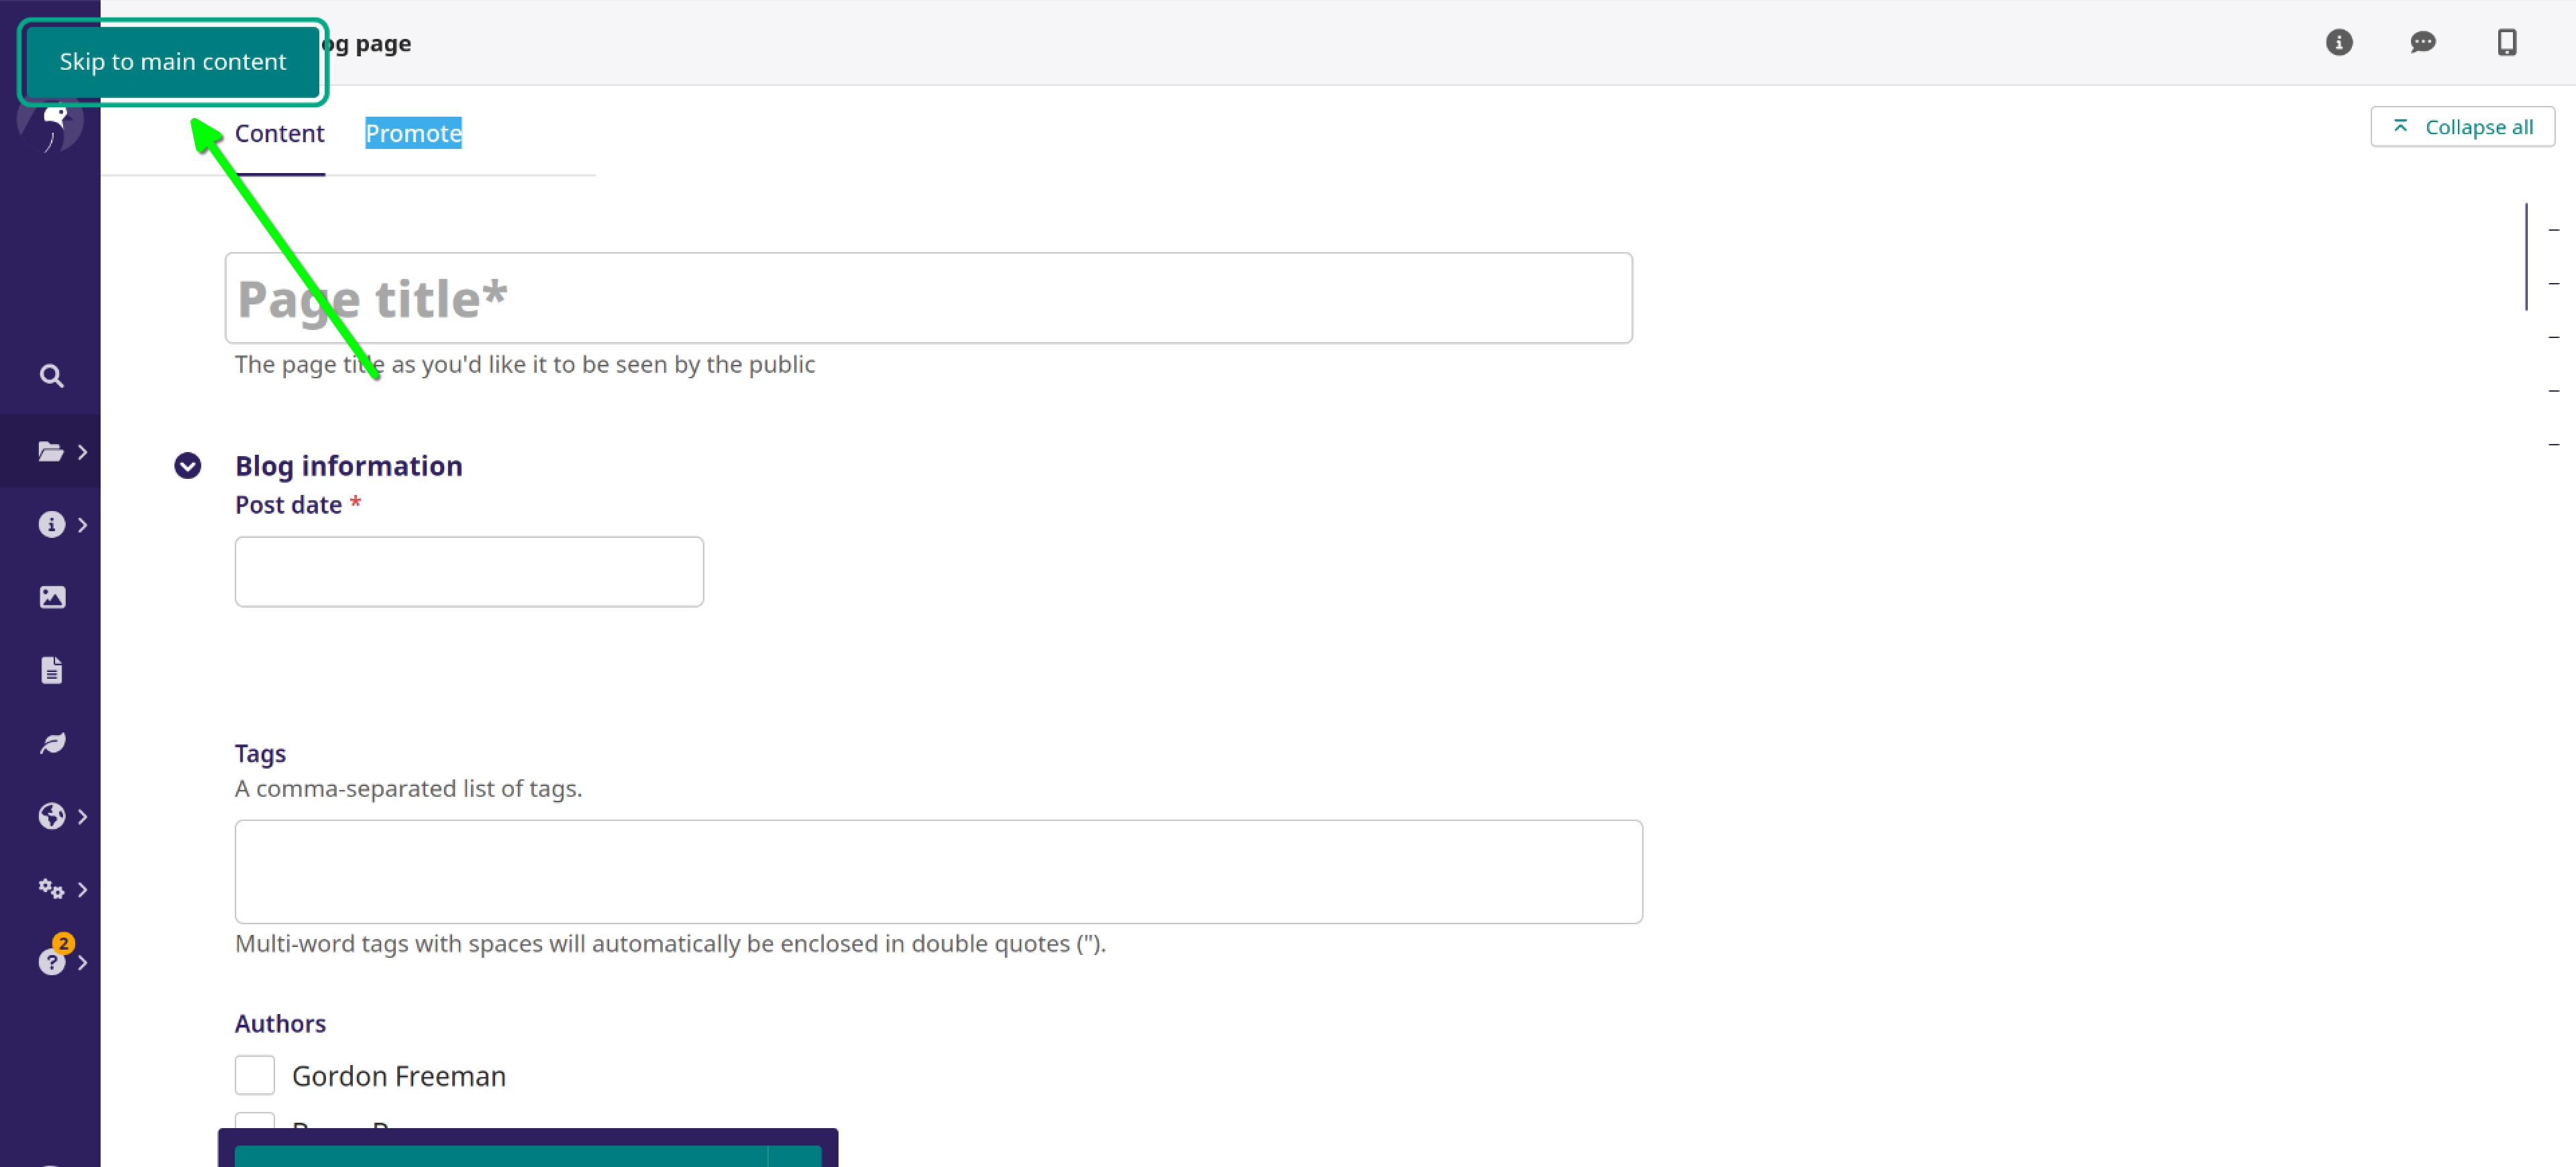 Skip to main content
og page
Content Promote
Collapse all
Page title*
The page title as you'd like it to be seen by the public
Blog information
Post date *
Tags
A comma-separated list of tags.
Multi-word tags with spaces will automatically be enclosed in double quotes (").
2
Authors
Gordon Freeman